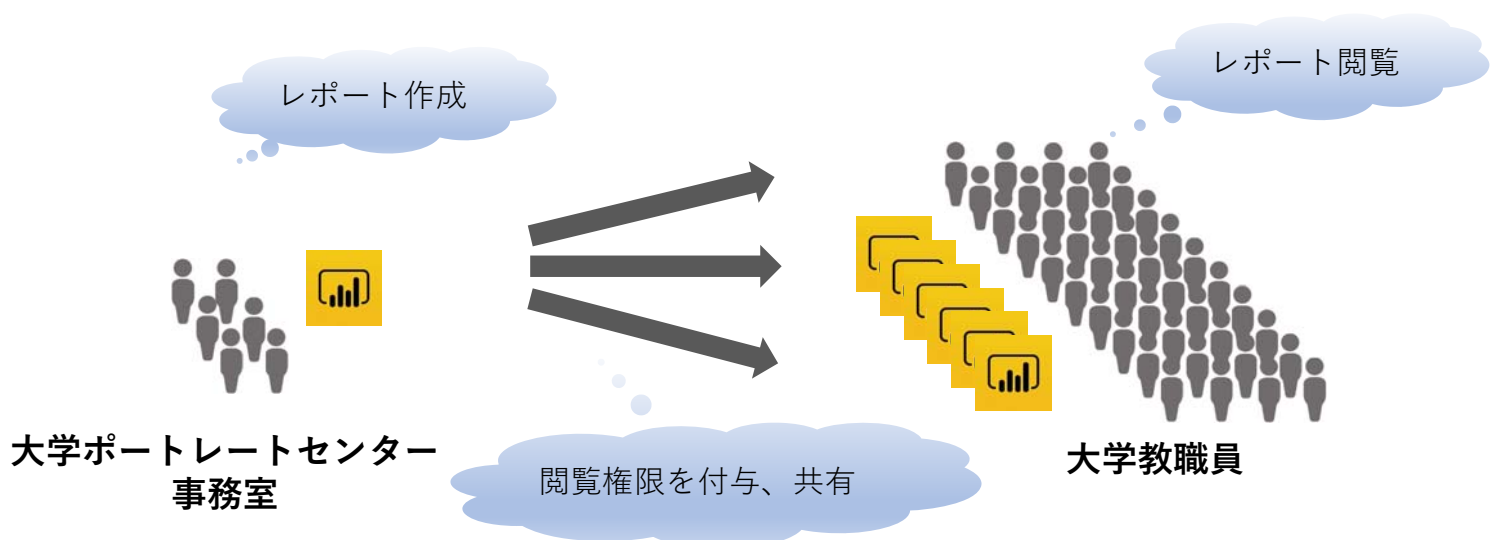 レポート作成
レポート閲覧
大学ポートレートセンター
事務室
閲覧権限を付与、共有
大学教職員